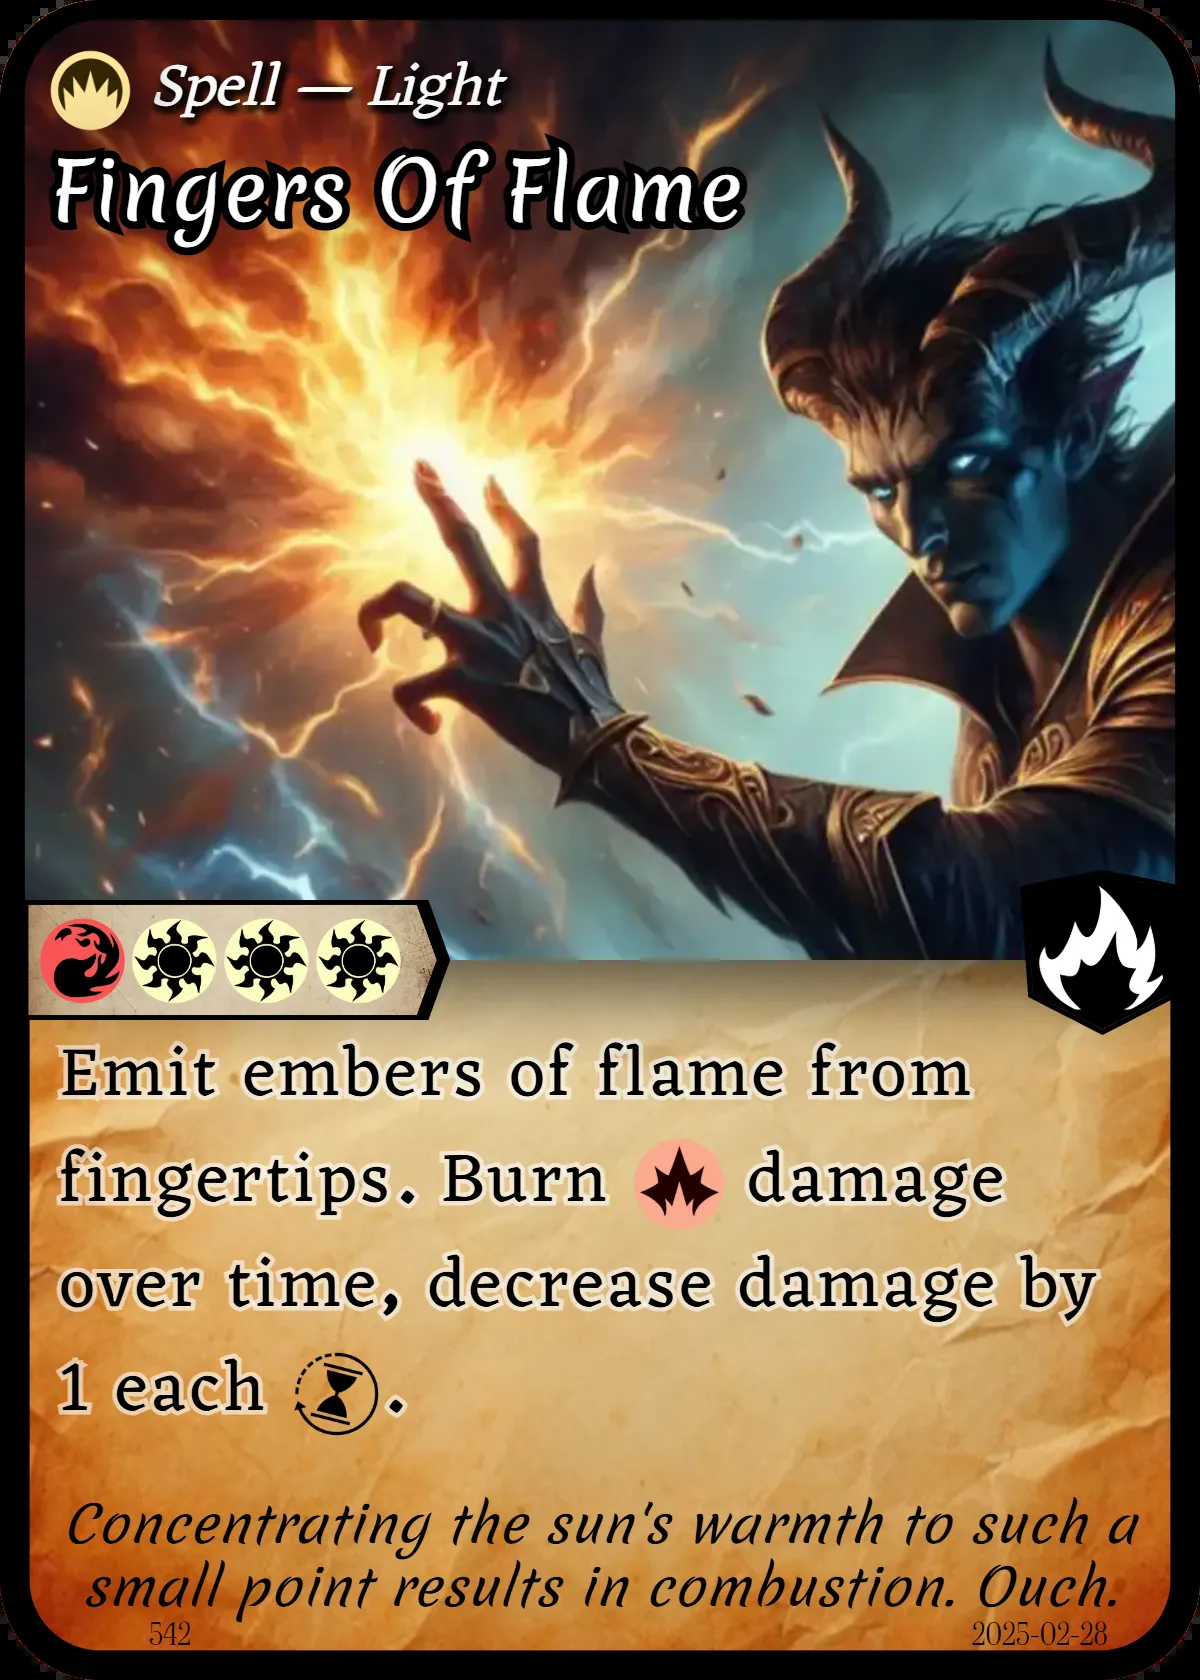 Spell — Light
Fingers Of Flame
Emit embers of flame from
fingertips. Burn damage
over time, decrease damage by
1 each .
Concentrating the sun's warmth to such a
small point results in combustion. Ouch.
542
2025-02-28